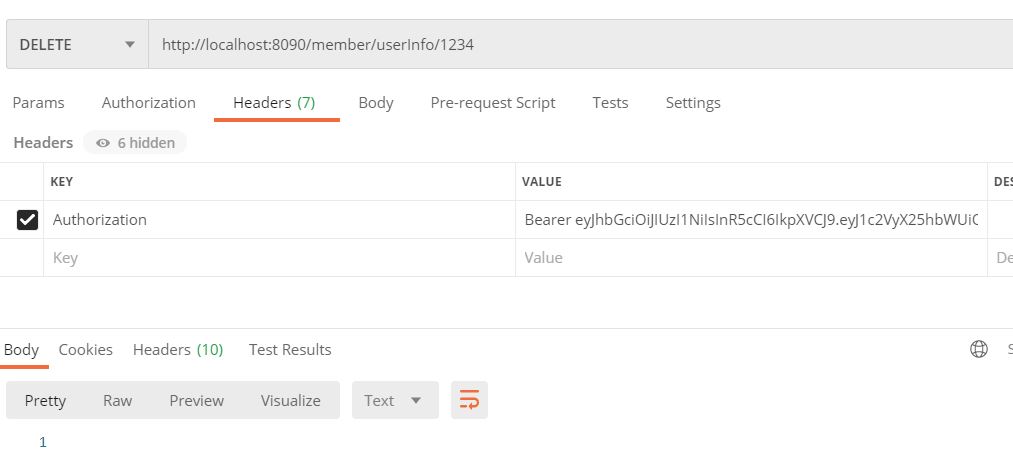 DELETE http://localhost:8090/member/userInfo/1234
Params Authorization Headers (7) Body Pre-request Script Tests Settings
Headers 6 hidden
KEY VALUE DES
Authorization Bearer eyJhbGciOiJIUzI1NiIsInR5cCI6IkpXVCJ9.eyJ1c2VyX25hbWUiO
Key Value De
Body Cookies Headers (10) Test Results S
Pretty Raw Preview Visualize Text
1